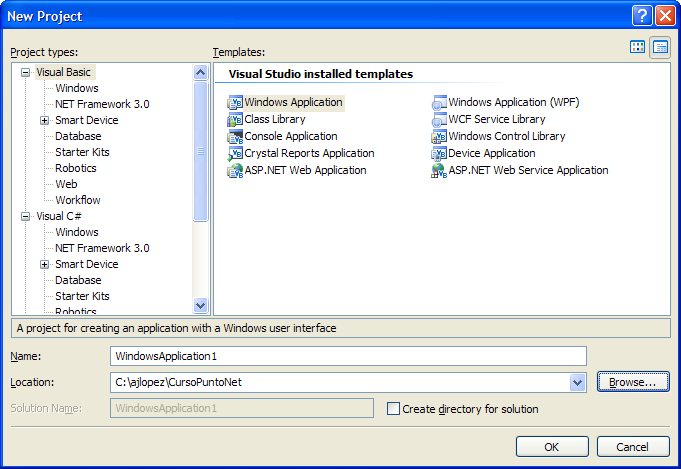 New Project
Project types:
Templates:
Visual Basic
Windows
NET Framework 3.0
Smart Device
Database
Starter Kits
Robotics
Web
Workflow
Visual C#
Windows
NET Framework 3.0
Smart Device
Database
Starter Kits
Robotics
Visual Studio installed templates
Windows Application
Windows Application (WPF)
Class Library
WCF Service Library
Console Application
Windows Control Library
Crystal Reports Application
Device Application
ASP.NET Web Application
ASP.NET Web Service Application
A project for creating an application with a Windows user interface
Name: WindowsApplication1
Location: C:\ajlopez\CursoPuntoNet Browse...
Solution Name: WindowsApplication1 Create directory for solution
OK Cancel